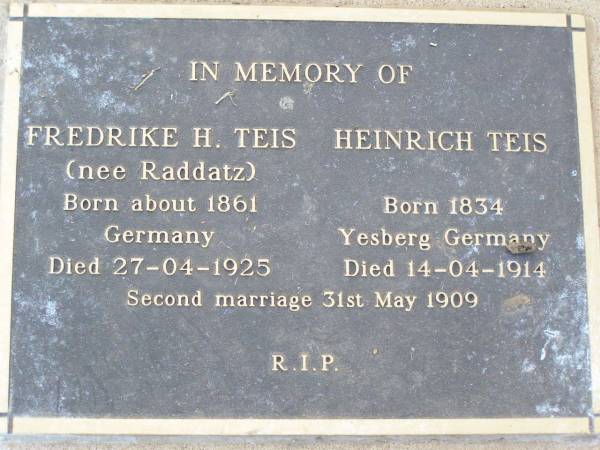 IN MEMORY OF
FREDRIKE H. TEIS HEINRICH TEIS
(nee Raddatz)
Born about 1861 Born 1834
Germany Yesberg Germany
Died 27-04-1925 Died 14-04-1914
Second marriage 31st May 1909
R.I.P.